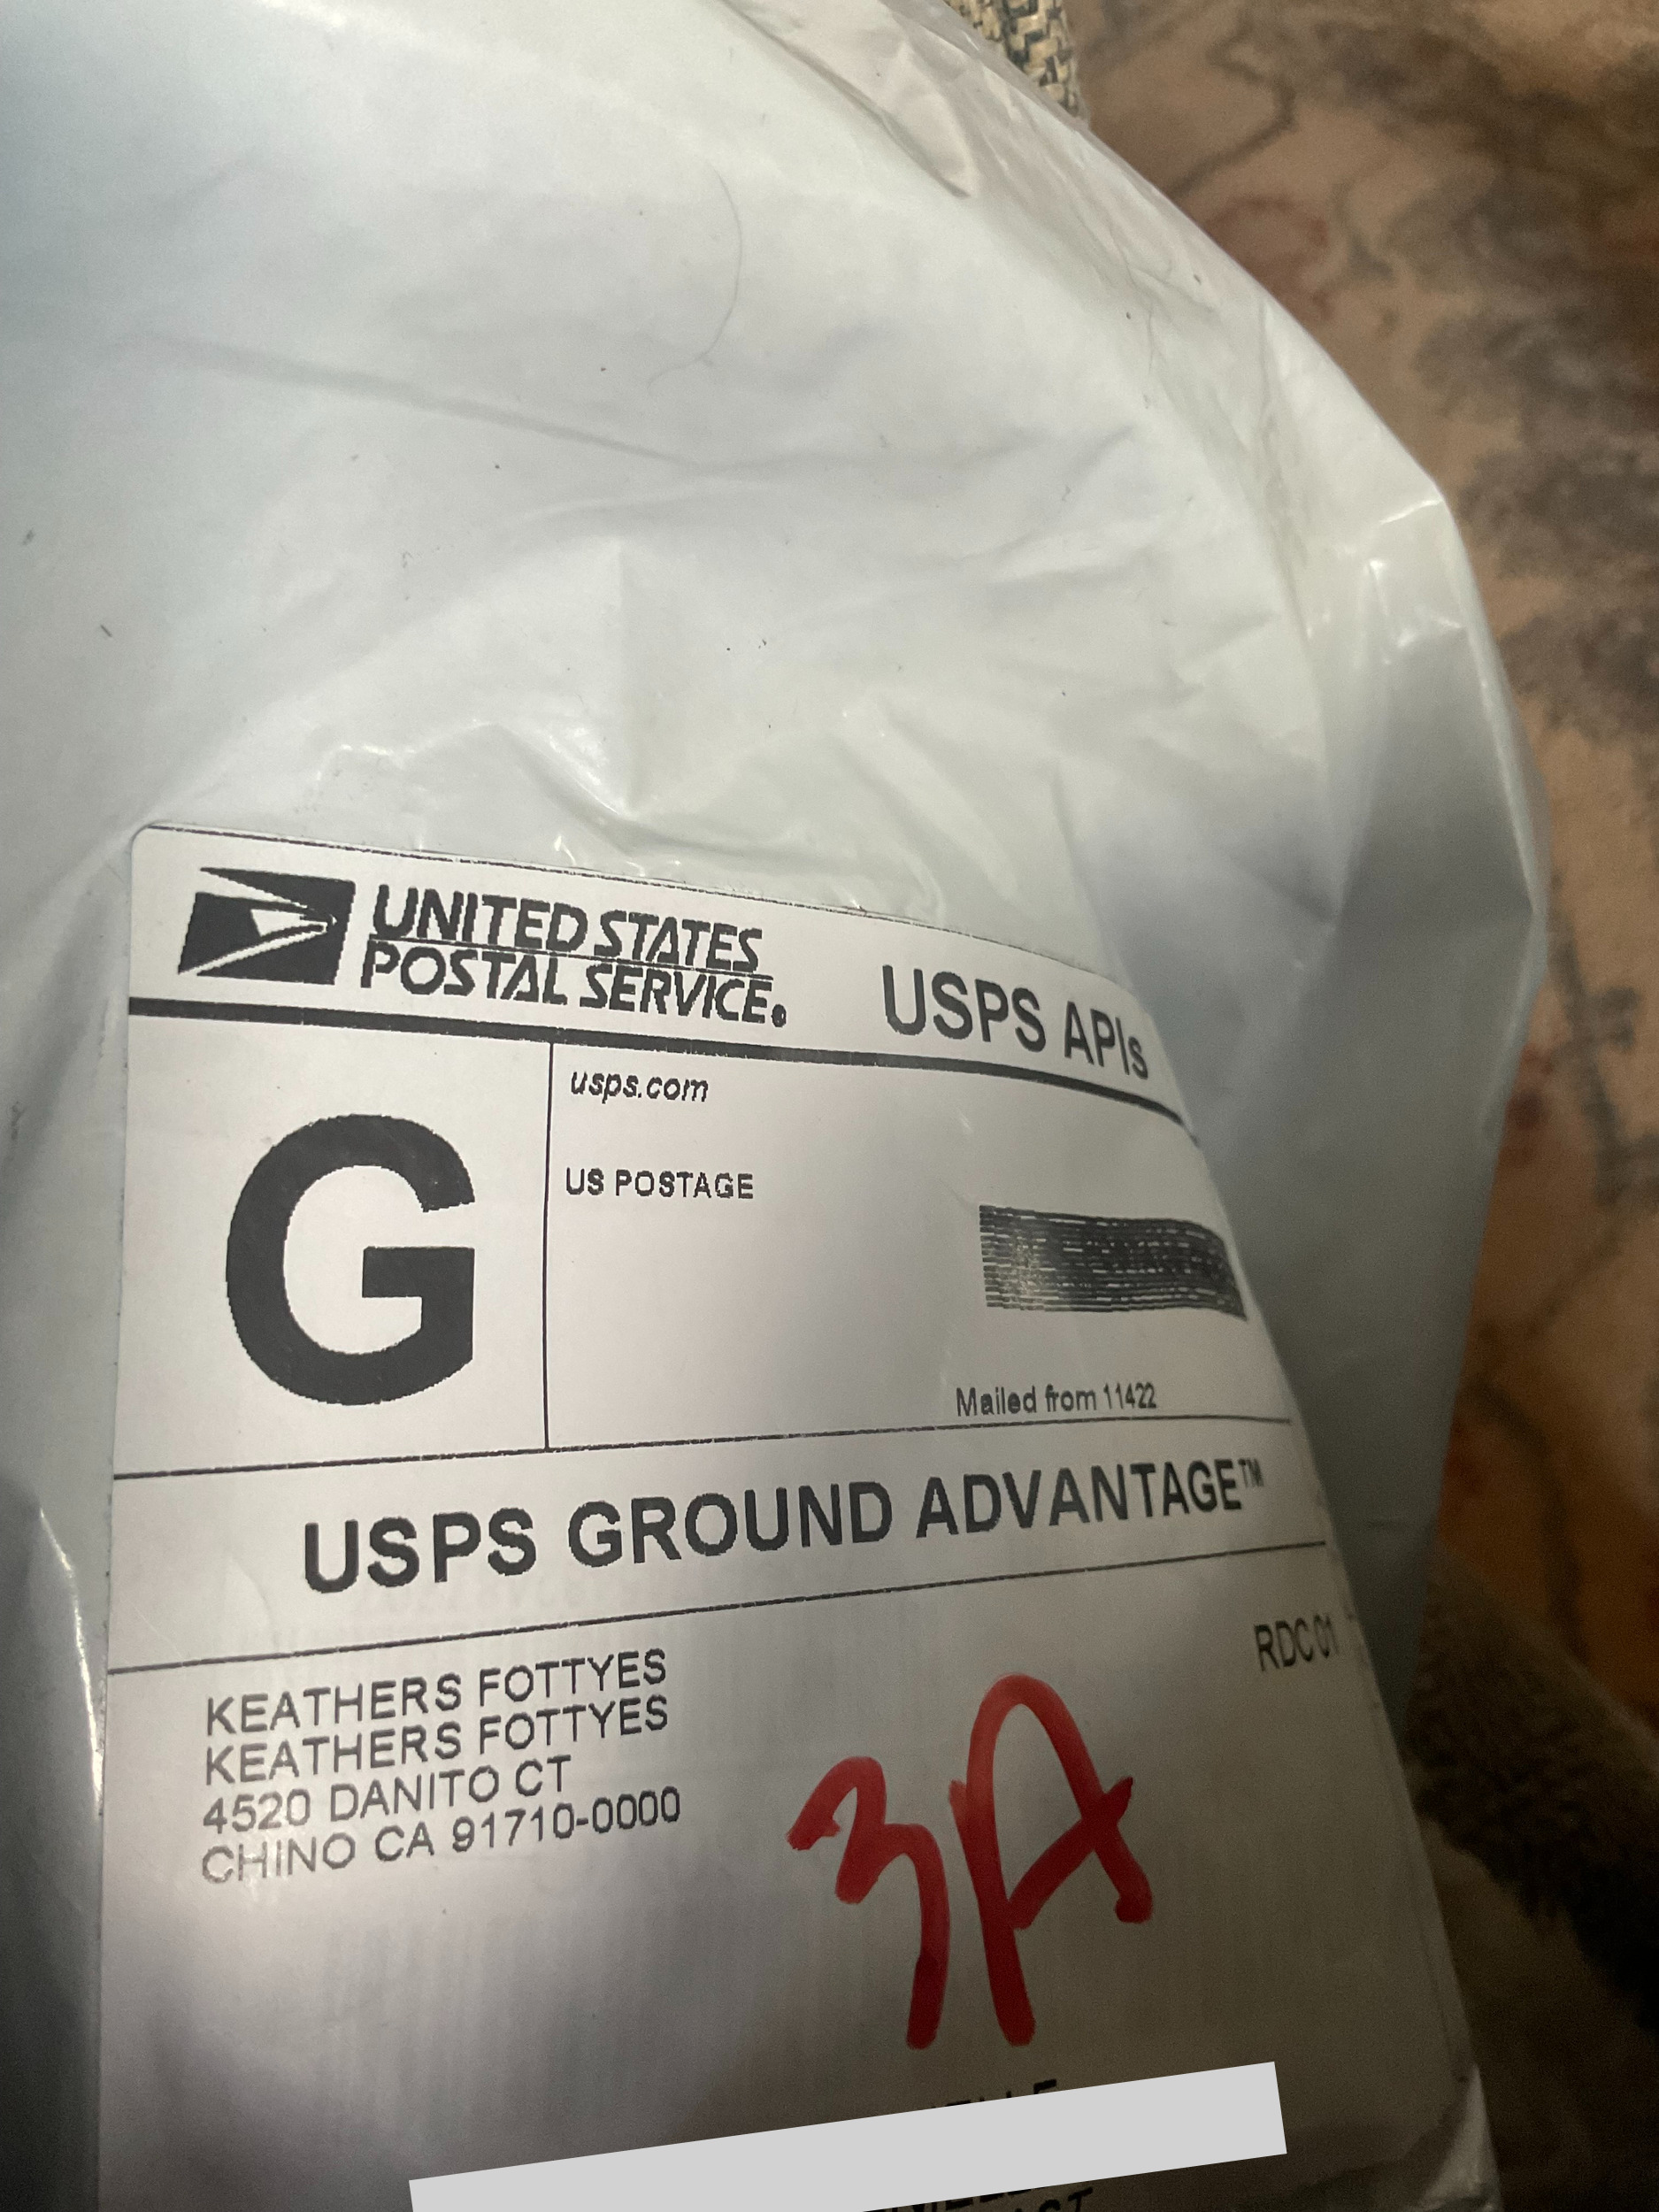 UNITED STATES
POSTAL SERVICE®
USPS APIs
G
usps.com
US POSTAGE
Mailed from 11422
USPS GROUND ADVANTAGE™
RDC 01
KEATHERS FOTTYES
KEATHERS FOTTYES
4520 DANITO CT
CHINO CA 91710-0000
3A